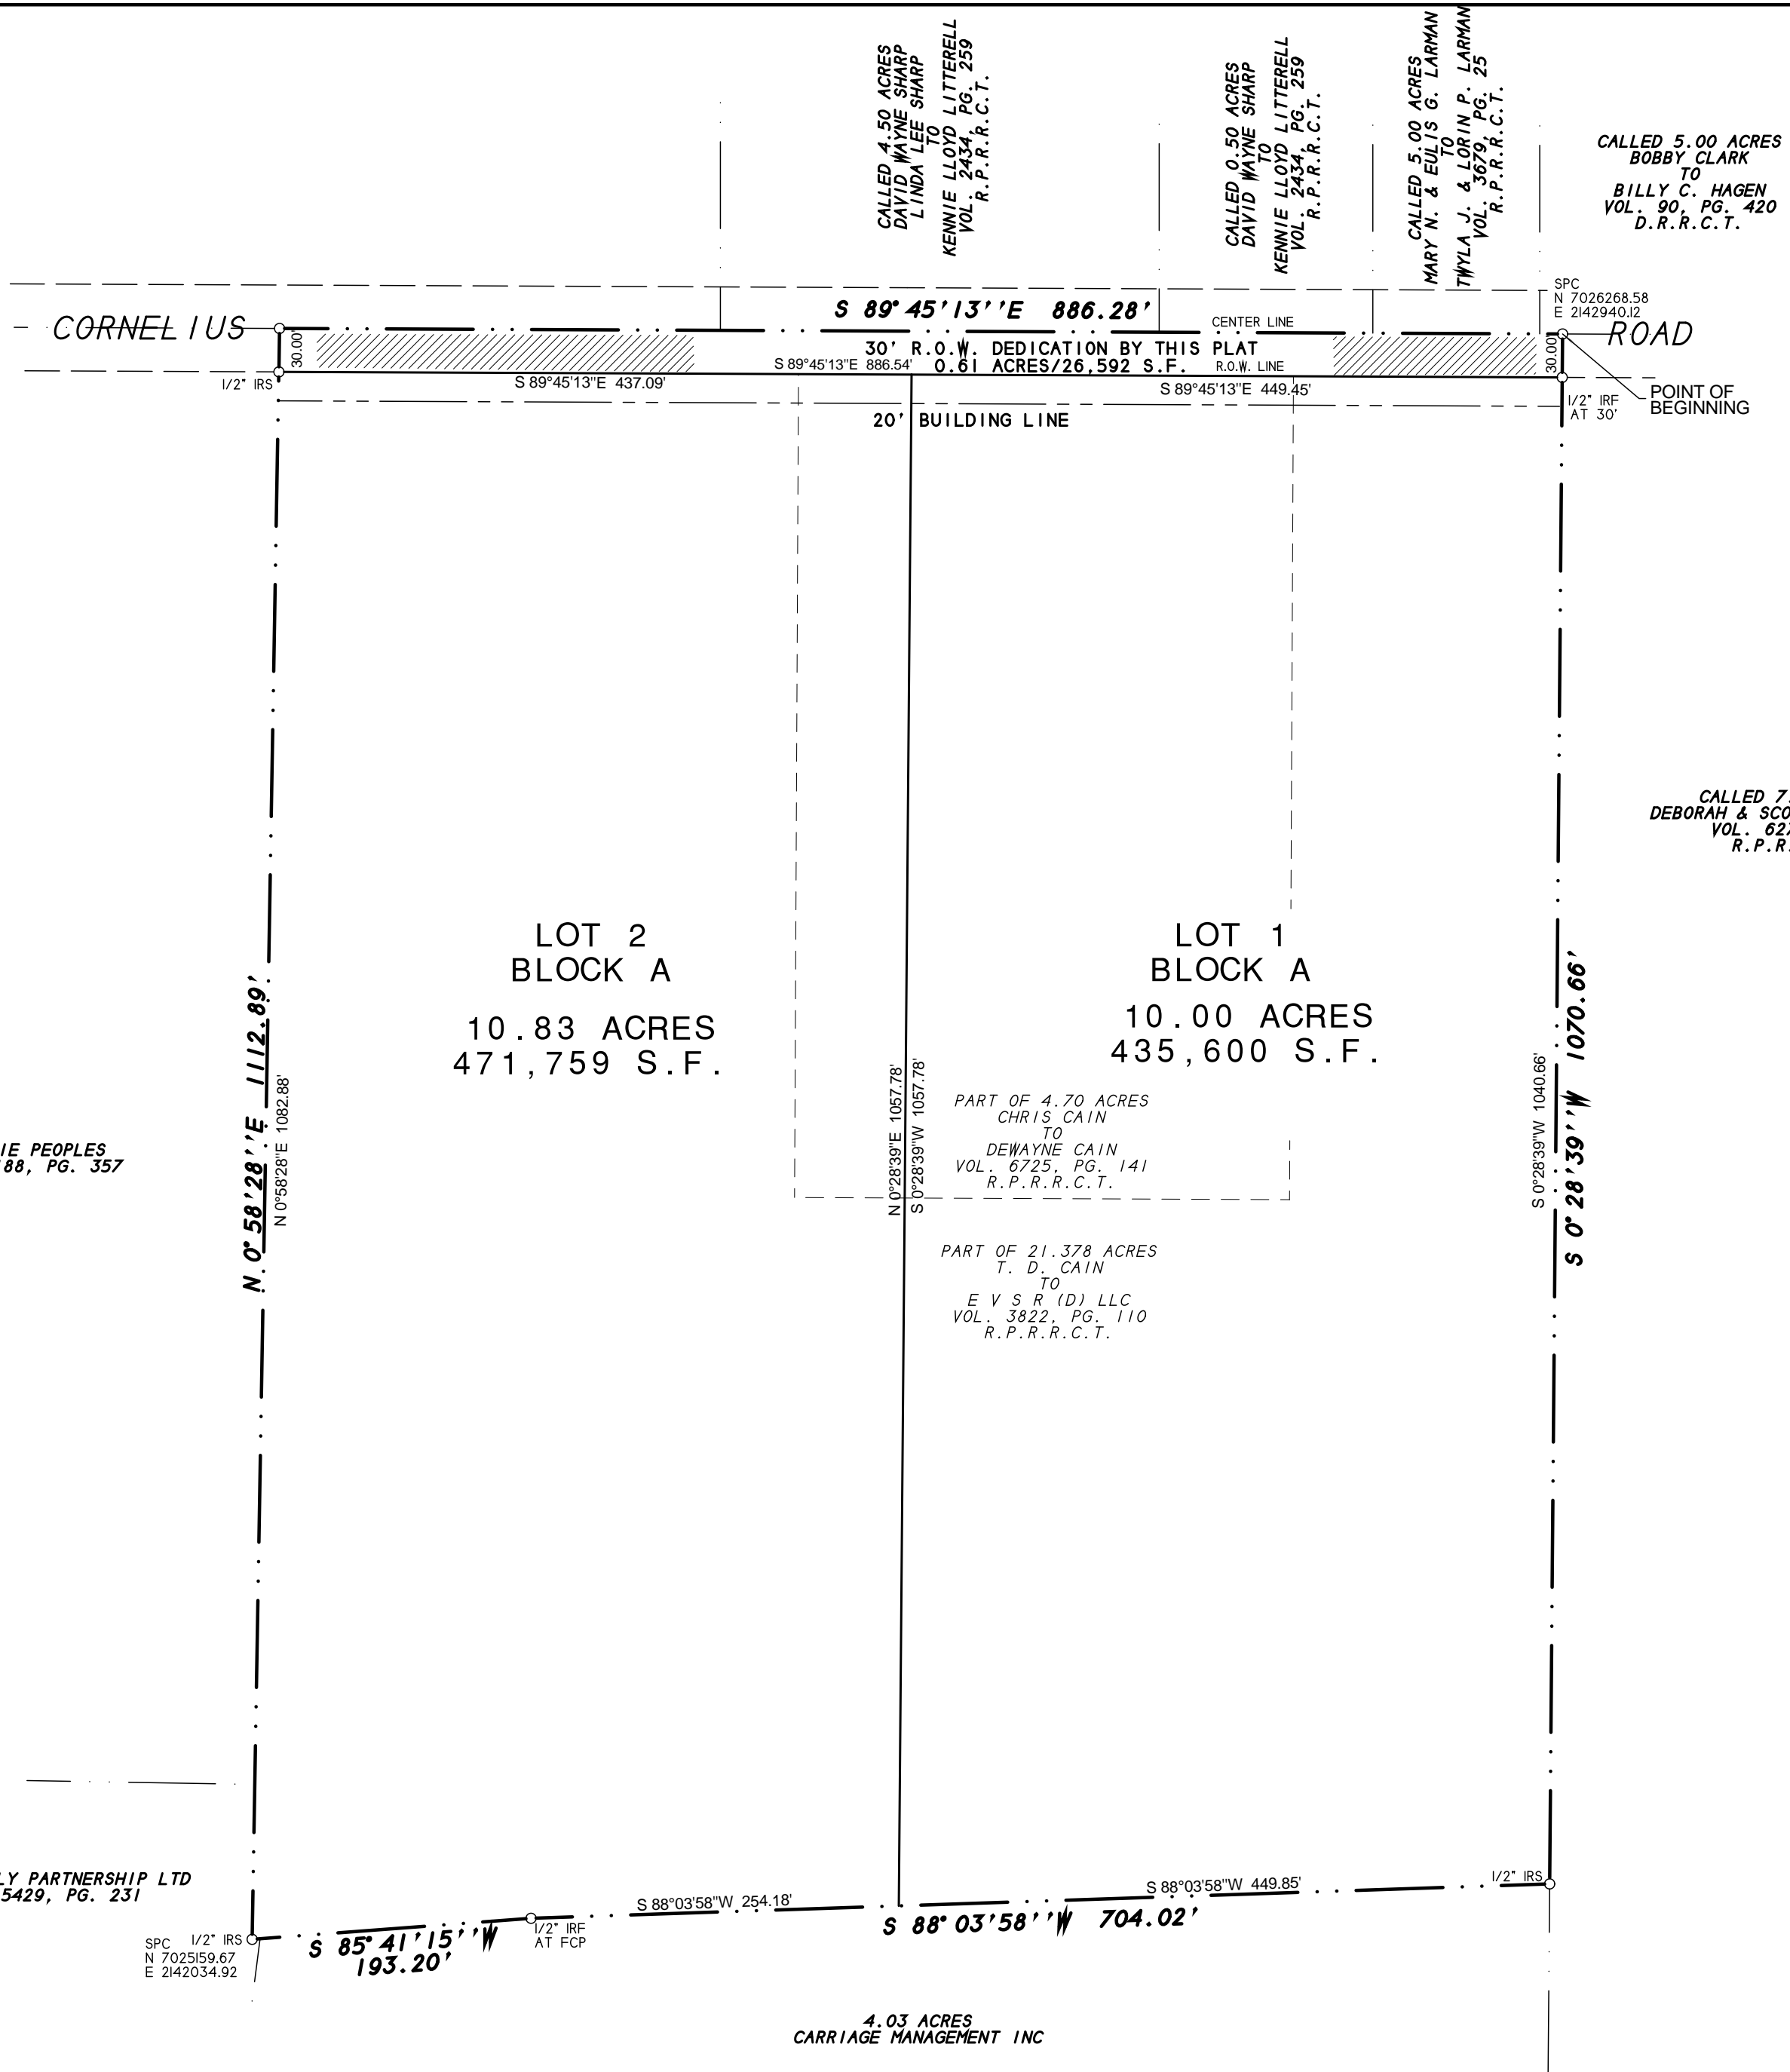 CALLED 4.50 ACRES
DAVID WAYNE SHARP
LINDA LEE SHARP
TO
KENNIE LLOYD LITTERELL
VOL. 2434, PG. 259
R.P.R.R.C.T.
CALLED 0.50 ACRES
DAVID WAYNE SHARP
TO
KENNIE LLOYD LITTERELL
VOL. 2434, PG. 259
R.P.R.R.C.T.
CALLED 5.00 ACRES
MARY N. & EULIS G. LARMAN
TO
TWYLA J. & LORIN P. LARMAN
VOL. 3679, PG. 25
R.P.R.R.C.T.
CALLED 5.00 ACRES
BOBBY CLARK
TO
BILLY C. HAGEN
VOL. 90, PG. 420
D.R.R.C.T.
SPC
N 7026268.58
E 2142940.12
CORNELIUS
ROAD
S 89°45'13''E 886.28'
CENTER LINE
30.00'
30' R.O.W. DEDICATION BY THIS PLAT
S 89°45'13"E 886.54'
0.61 ACRES/26,592 S.F.
R.O.W. LINE
30.00'
1/2" IRS
S 89°45'13"E 437.09'
S 89°45'13"E 449.45'
1/2" IRF
AT 30'
POINT OF
BEGINNING
20' BUILDING LINE
CALLED 7.
DEBORAH & SCO
VOL. 627
R.P.R.
LOT 2
BLOCK A
10.83 ACRES
471,759 S.F.
LOT 1
BLOCK A
10.00 ACRES
435,600 S.F.
N 0°58'28''E 1112.89'
N 0°58'28"E 1082.88'
N 0°28'39"E 1057.78'
S 0°28'39"W 1057.78'
S 0°28'39"W 1040.66'
S 0°28'39''W 1070.66'
PART OF 4.70 ACRES
CHRIS CAIN
TO
DEWAYNE CAIN
VOL. 6725, PG. 141
R.P.R.R.C.T.
IE PEOPLES
88, PG. 357
PART OF 21.378 ACRES
T. D. CAIN
TO
E V S R (D) LLC
VOL. 3822, PG. 110
R.P.R.R.C.T.
LY PARTNERSHIP LTD
5429, PG. 231
S 88°03'58"W 254.18'
S 88°03'58"W 449.85'
1/2" IRS
S 88°03'58''W 704.02'
1/2" IRF
AT FCP
S 85°41'15''W
193.20'
1/2" IRS
SPC
N 7025159.67
E 2142034.92
4.03 ACRES
CARRIAGE MANAGEMENT INC